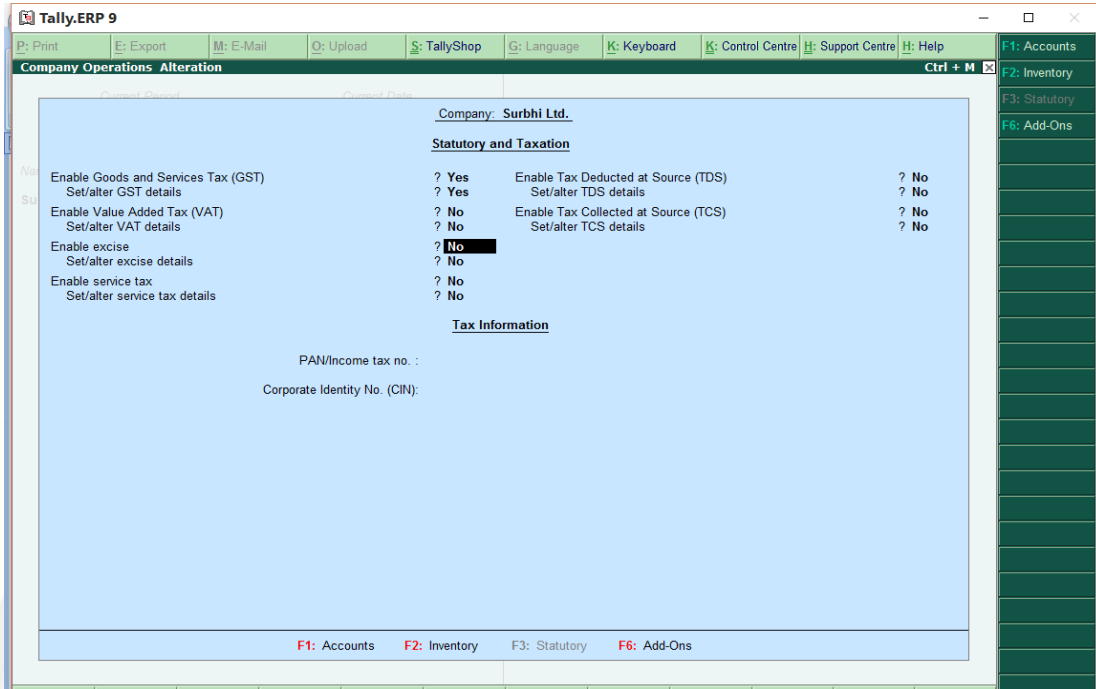 Tally.ERP 9
P: Print E: Export M: E-Mail O: Upload S: TallyShop G: Language K: Keyboard K: Control Centre H: Support Centre H: Help
F1: Accounts
F2: Inventory
F3: Statutory
F6: Add-Ons
Company Operations Alteration Ctrl + M
Current Period Current Date
Company: Surbhi Ltd.
Statutory and Taxation
Enable Goods and Services Tax (GST) ? Yes Enable Tax Deducted at Source (TDS) ? No
Set/alter GST details ? Yes Set/alter TDS details ? No
Enable Value Added Tax (VAT) ? No Enable Tax Collected at Source (TCS) ? No
Set/alter VAT details ? No Set/alter TCS details ? No
Enable excise ? No
Set/alter excise details ? No
Enable service tax ? No
Set/alter service tax details ? No
Tax Information
PAN/Income tax no. :
Corporate Identity No. (CIN):
F1: Accounts F2: Inventory F3: Statutory F6: Add-Ons